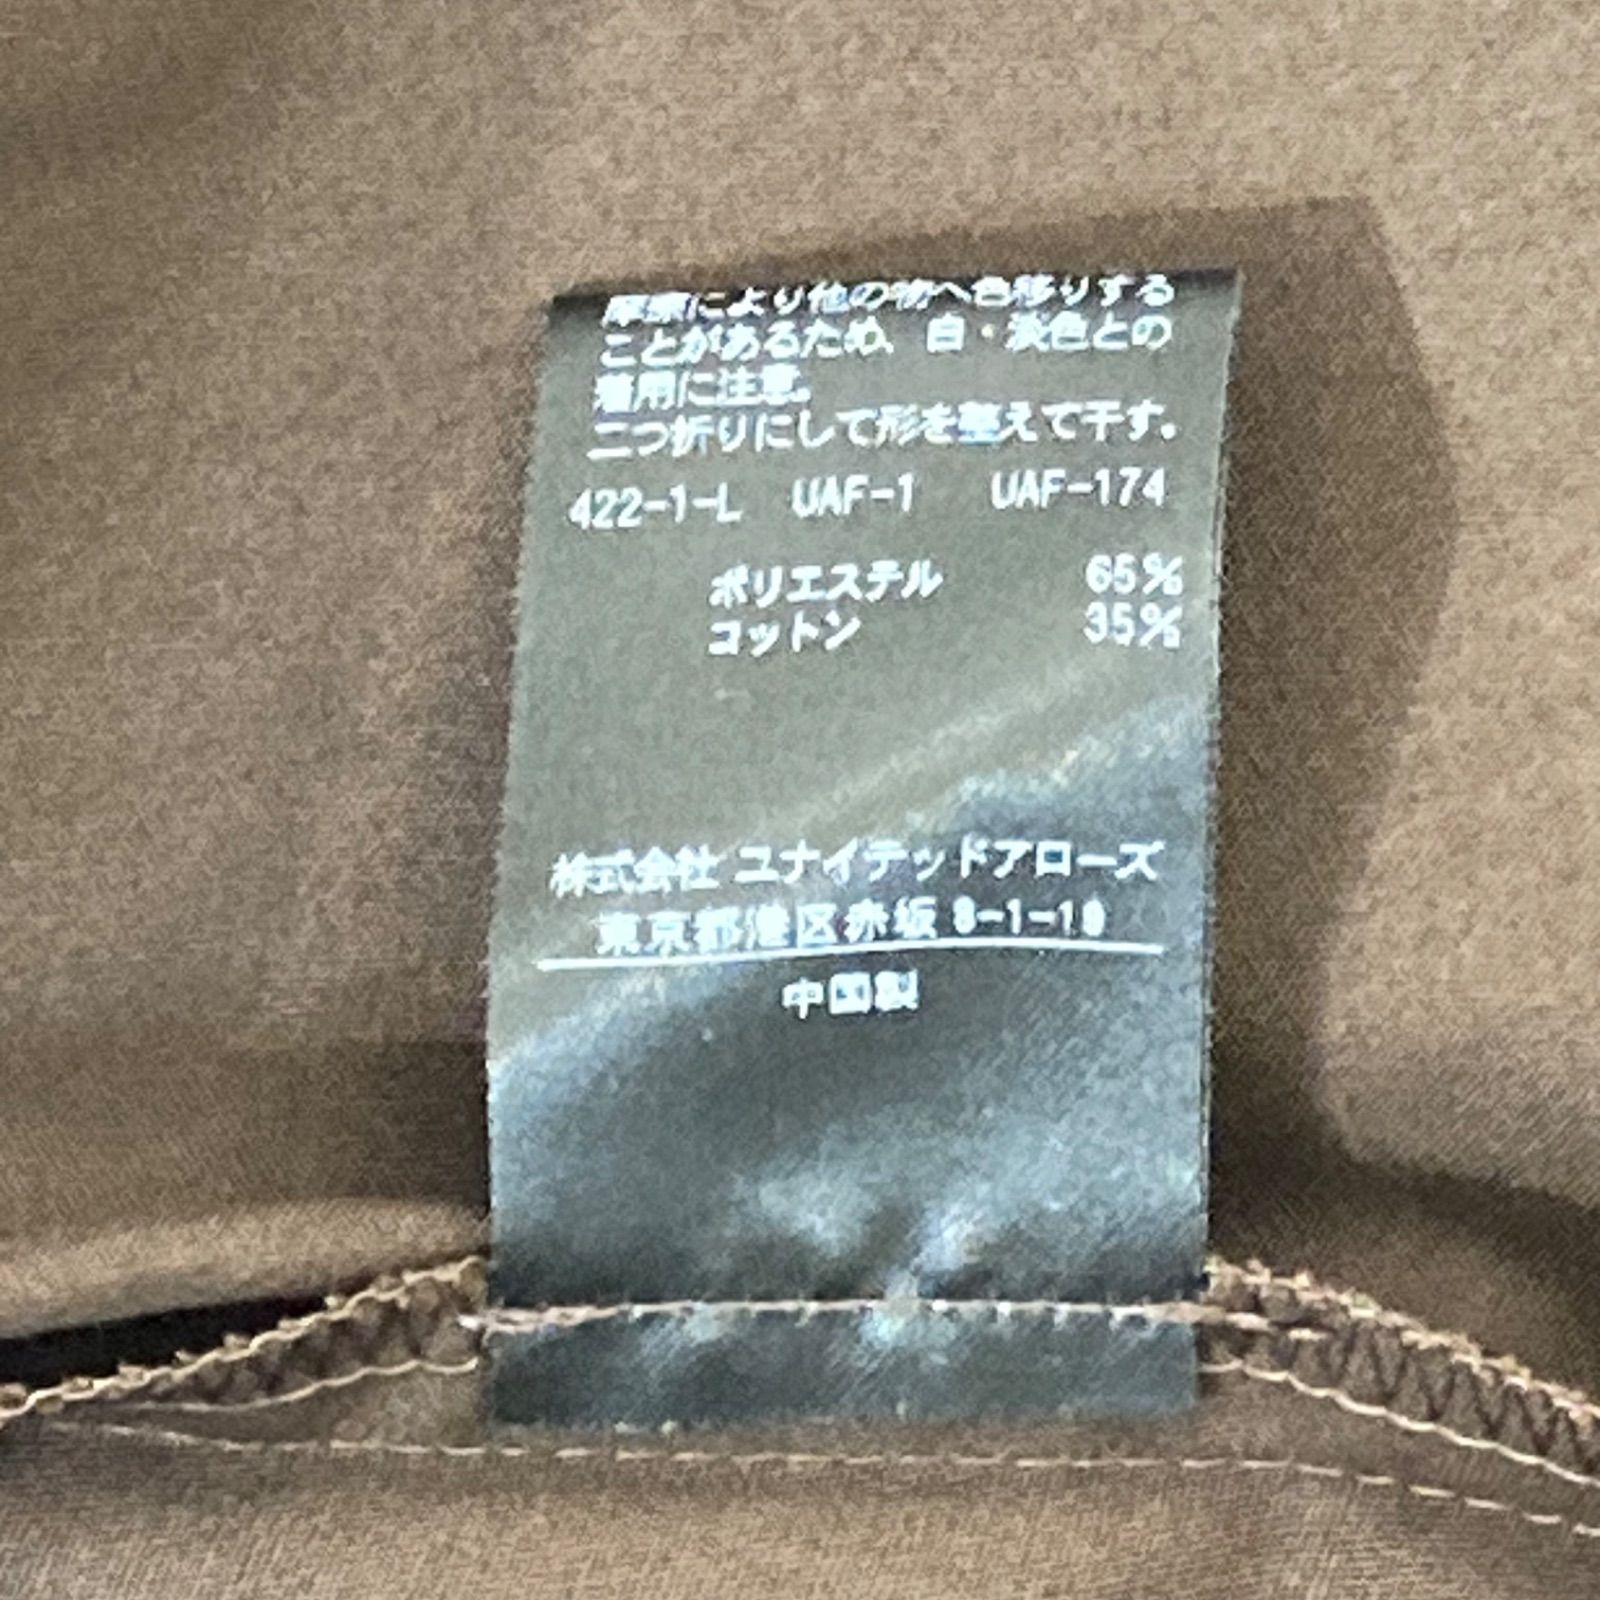 摩擦により他の物へ色移りする
ことがあるため、白・淡色との
着用に注意。
二つ折りにして形を整えて干す。
422-1-L UAF-1 UAF-174
ポリエステル 65%
コットン 35%
株式会社 ユナイテッドアローズ
東京都港区赤坂 8-1-19
中国製